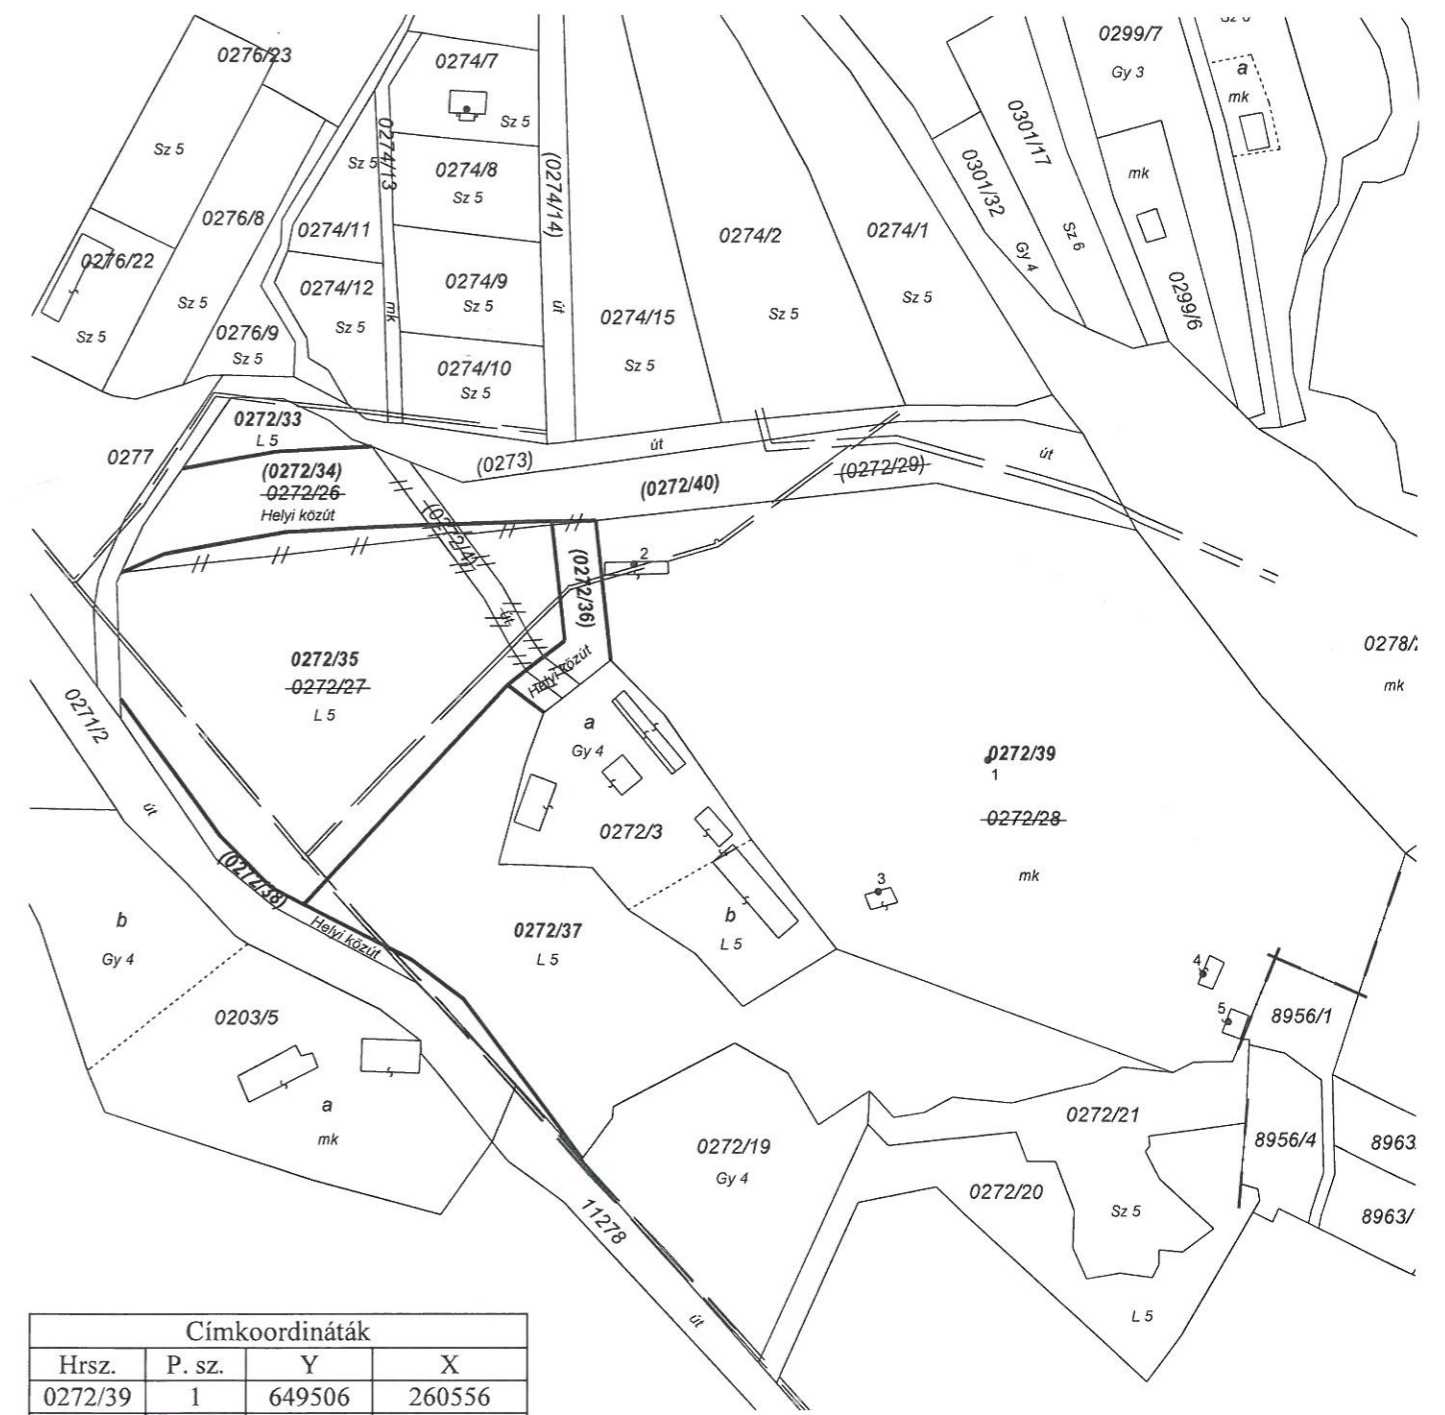 0276/23
Sz 5
0276/8
0276/22
Sz 5
Sz 5
0276/9
Sz 5
0274/7
Sz 5
0274/13
mk
Sz 5
0274/8
Sz 5
0274/11
0274/12
Sz 5
0274/9
Sz 5
0274/10
Sz 5
(0274/14)
út
0274/15
Sz 5
0274/2
Sz 5
0274/1
Sz 5
0301/17
Sz 6
0301/32
Gy 4
0299/7
Gy 3
a
mk
mk
0299/6
0277
0272/33
L 5
(0272/34)
0272/26
Helyi közút
(0273)
út
(0272/40)
(0272/29)
út
út
(0272/36)
Helyi közút
2
0272/35
0272/27
L 5
0278/
mk
0271/2
út
a
Gy 4
0272/3
b
L 5
0272/39
1
0272/28
mk
3
4
5
(0272/38)
Helyi közút
b
Gy 4
0203/5
a
mk
0272/37
L 5
8956/1
0272/19
Gy 4
0272/21
0272/20
Sz 5
L 5
8956/4
8963
8963/
11278
út
Címkoordináták
Hrsz. P. sz. Y X
0272/39 1 649506 260556